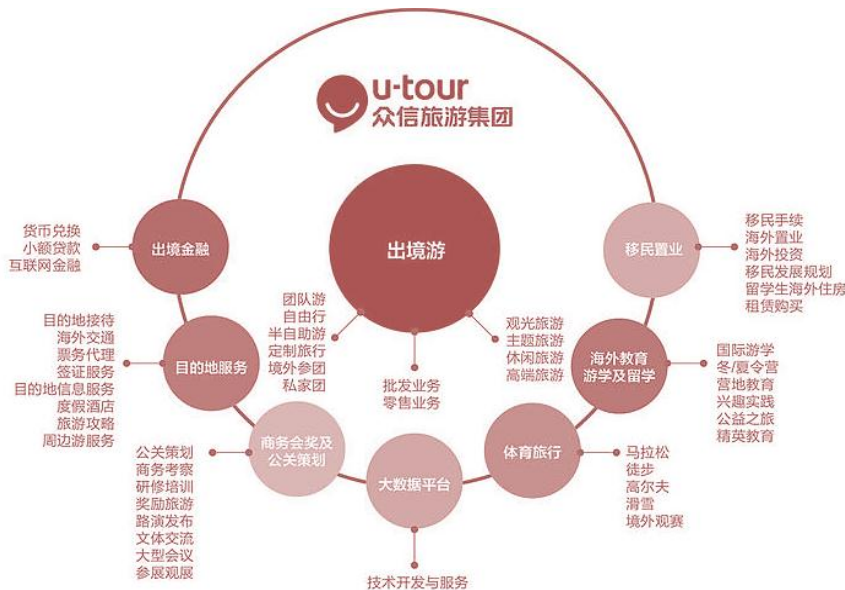 u-tour
众信旅游集团
出境游
团队游
自由行
半自助游
定制旅行
境外参团
私家团
批发业务
零售业务
观光旅游
主题旅游
休闲旅游
高端旅游
出境金融
货币兑换
小额贷款
互联网金融
目的地服务
目的地接待
海外交通
票务代理
签证服务
目的地信息服务
度假酒店
旅游攻略
周边游服务
商务会奖及
公关策划
公关策划
商务考察
研修培训
奖励旅游
路演发布
文体交流
大型会议
参展观展
大数据平台
技术开发与服务
体育旅行
马拉松
徒步
高尔夫
滑雪
境外观赛
海外教育
游学及留学
国际游学
冬/夏令营
营地教育
兴趣实践
公益之旅
精英教育
移民置业
移民手续
海外置业
海外投资
移民发展规划
留学生海外住房
租赁购买